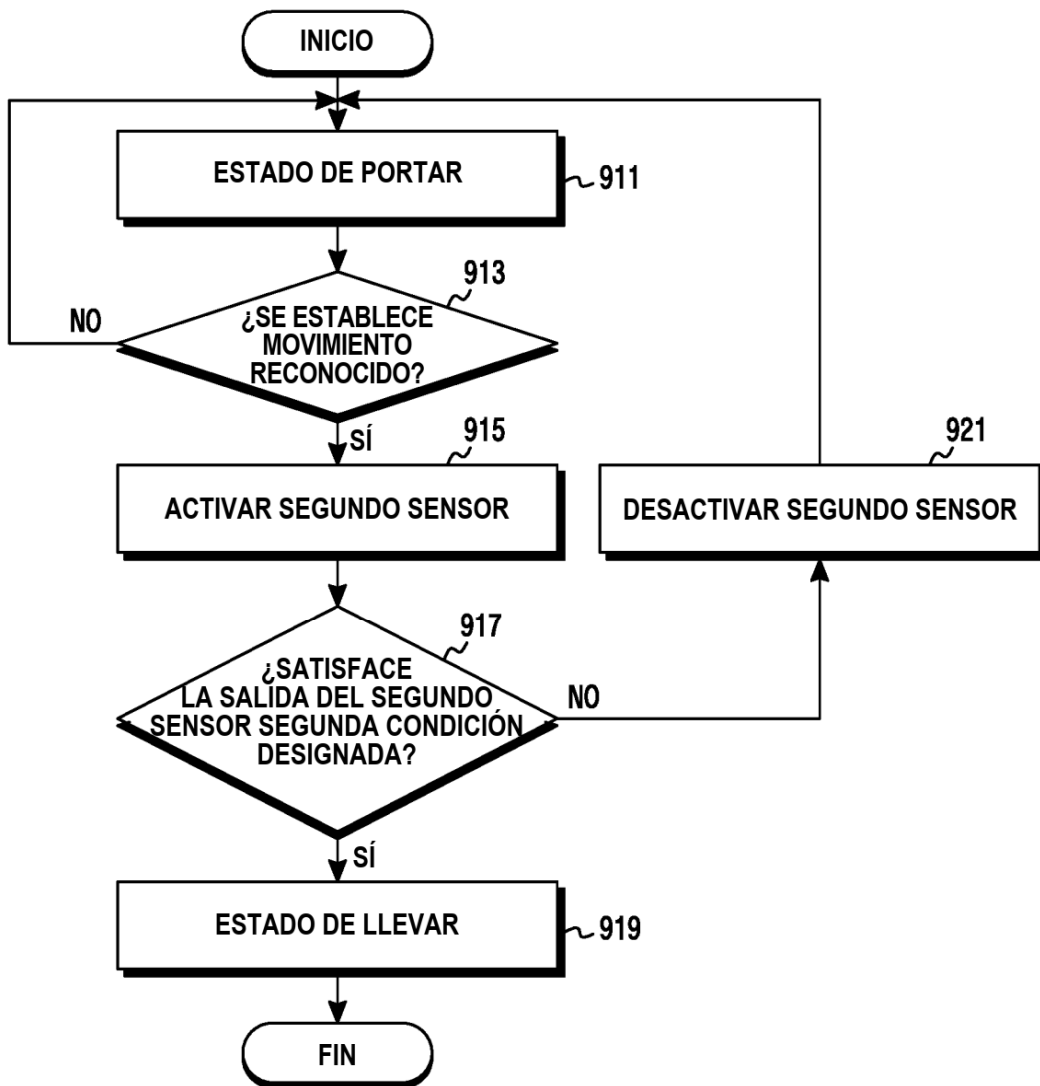 INICIO
ESTADO DE PORTAR
911
913
¿SE ESTABLECE
MOVIMIENTO
RECONOCIDO?
NO
SÍ
915
ACTIVAR SEGUNDO SENSOR
921
DESACTIVAR SEGUNDO SENSOR
917
¿SATISFACE
LA SALIDA DEL SEGUNDO
SENSOR SEGUNDA CONDICIÓN
DESIGNADA?
NO
SÍ
ESTADO DE LLEVAR
919
FIN